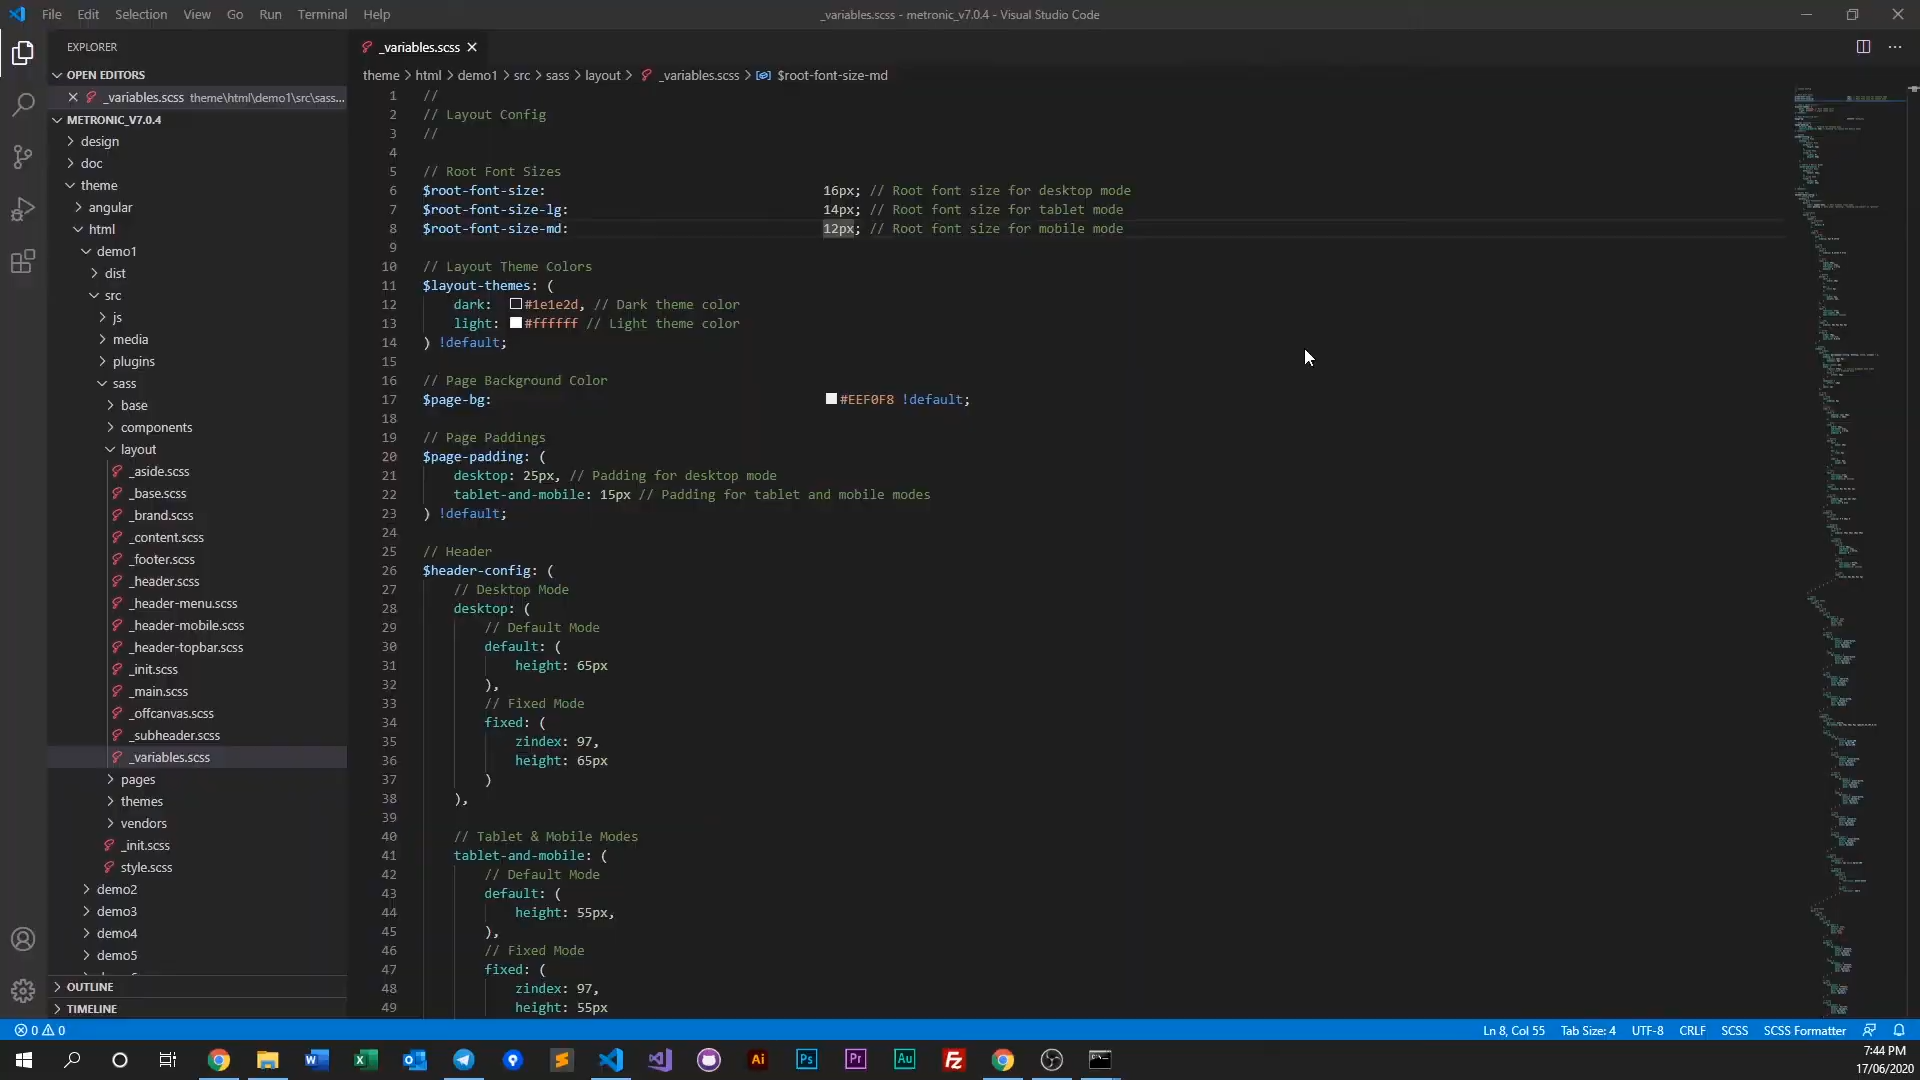 File Edit Selection View Go Run Terminal Help
_variables.scss - metronic_v7.0.4 - Visual Studio Code
EXPLORER
OPEN EDITORS
_variables.scss theme\html\demo1\src\sass...
METRONIC_V7.0.4
design
doc
theme
angular
html
demo1
dist
src
js
media
plugins
sass
base
components
layout
_aside.scss
_base.scss
_brand.scss
_content.scss
_footer.scss
_header.scss
_header-menu.scss
_header-mobile.scss
_header-topbar.scss
_init.scss
_main.scss
_offcanvas.scss
_subheader.scss
_variables.scss
pages
themes
vendors
_init.scss
style.scss
demo2
demo3
demo4
demo5
OUTLINE
TIMELINE
_variables.scss
theme > html > demo1 > src > sass > layout > _variables.scss > $root-font-size-md
1 //
2 // Layout Config
3 //
4
5 // Root Font Sizes
6 $root-font-size: 16px; // Root font size for desktop mode
7 $root-font-size-lg: 14px; // Root font size for tablet mode
8 $root-font-size-md: 12px; // Root font size for mobile mode
9
10 // Layout Theme Colors
11 $layout-themes: (
12 dark: #1e1e2d, // Dark theme color
13 light: #ffffff // Light theme color
14 ) !default;
15
16 // Page Background Color
17 $page-bg: #EEF0F8 !default;
18
19 // Page Paddings
20 $page-padding: (
21 desktop: 25px, // Padding for desktop mode
22 tablet-and-mobile: 15px // Padding for tablet and mobile modes
23 ) !default;
24
25 // Header
26 $header-config: (
27 // Desktop Mode
28 desktop: (
29 // Default Mode
30 default: (
31 height: 65px
32 ),
33 // Fixed Mode
34 fixed: (
35 zindex: 97,
36 height: 65px
37 )
38 ),
39
40 // Tablet & Mobile Modes
41 tablet-and-mobile: (
42 // Default Mode
43 default: (
44 height: 55px,
45 ),
46 // Fixed Mode
47 fixed: (
48 zindex: 97,
49 height: 55px
0 0
Ln 8, Col 55 Tab Size: 4 UTF-8 CRLF SCSS SCSS Formatter
Ai Ps Pr Au Fz
7:44 PM
17/06/2020